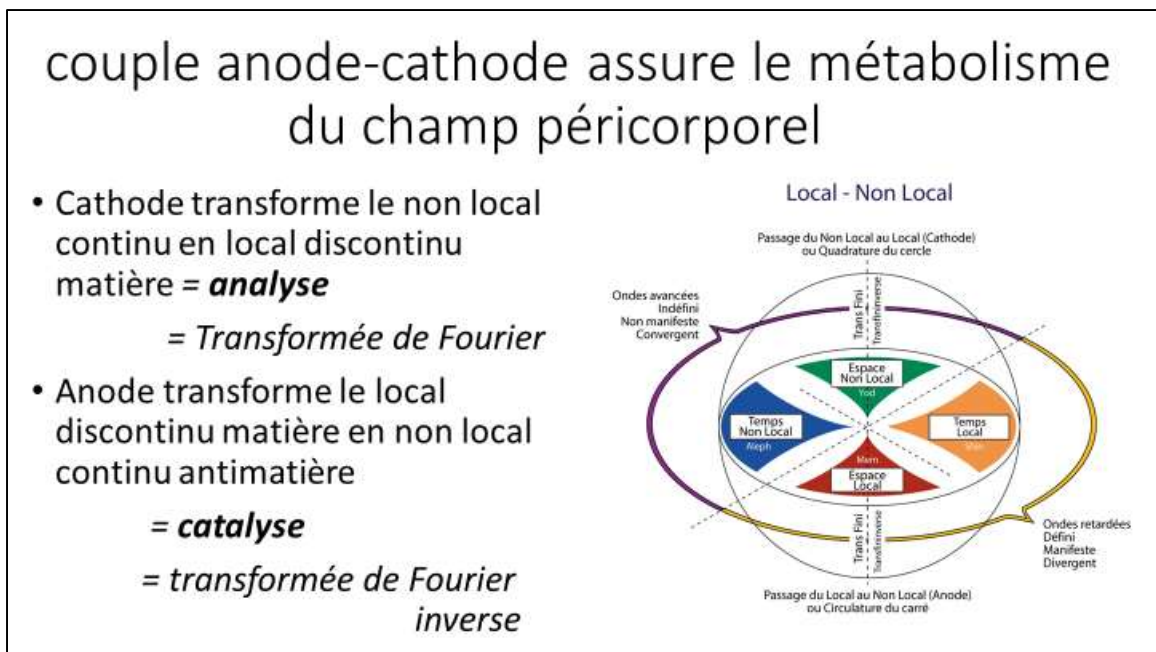 couple anode-cathode assure le métabolisme
du champ péricorporel
• Cathode transforme le non local
continu en local discontinu
matière = analyse
= Transformée de Fourier
• Anode transforme le local
discontinu matière en non local
continu antimatière
= catalyse
= transformée de Fourier
inverse
Local - Non Local
Passage du Non Local au Local (Cathode)
ou Quadrature du cercle
Ondes avancées
Indéfini
Non manifeste
Convergent
Trans Fini
Transfininverse
Espace
Non Local
Yod
Temps
Non Local
Aleph
Temps
Local
Mem
Espace
Local
Trans Fini
Transfininverse
Ondes retardées
Défini
Manifeste
Divergent
Passage du Local au Non Local (Anode)
ou Circulature du carré